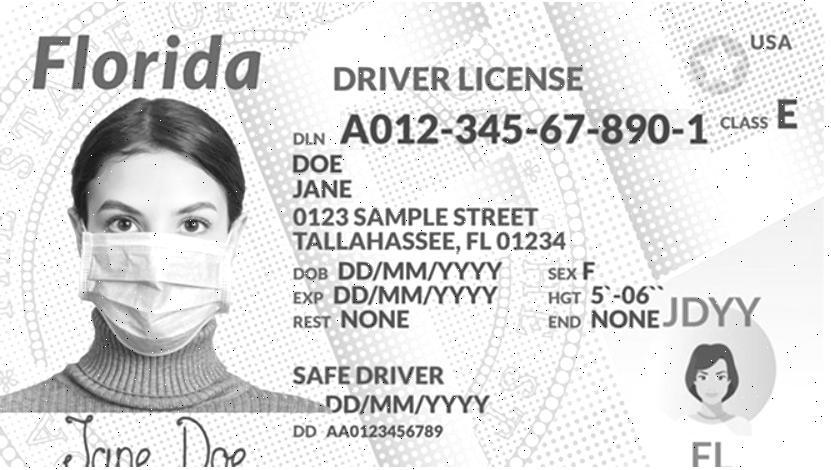 Florida
USA
DRIVER LICENSE
DLN A012-345-67-890-1 CLASS E
DOE
JANE
0123 SAMPLE STREET
TALLAHASSEE, FL 01234
DOB DD/MM/YYYY SEX F
EXP DD/MM/YYYY HGT 5`-06``
REST NONE END NONE JDYY
SAFE DRIVER
DD/MM/YYYY
DD AA0123456789
Jane Doe
FL